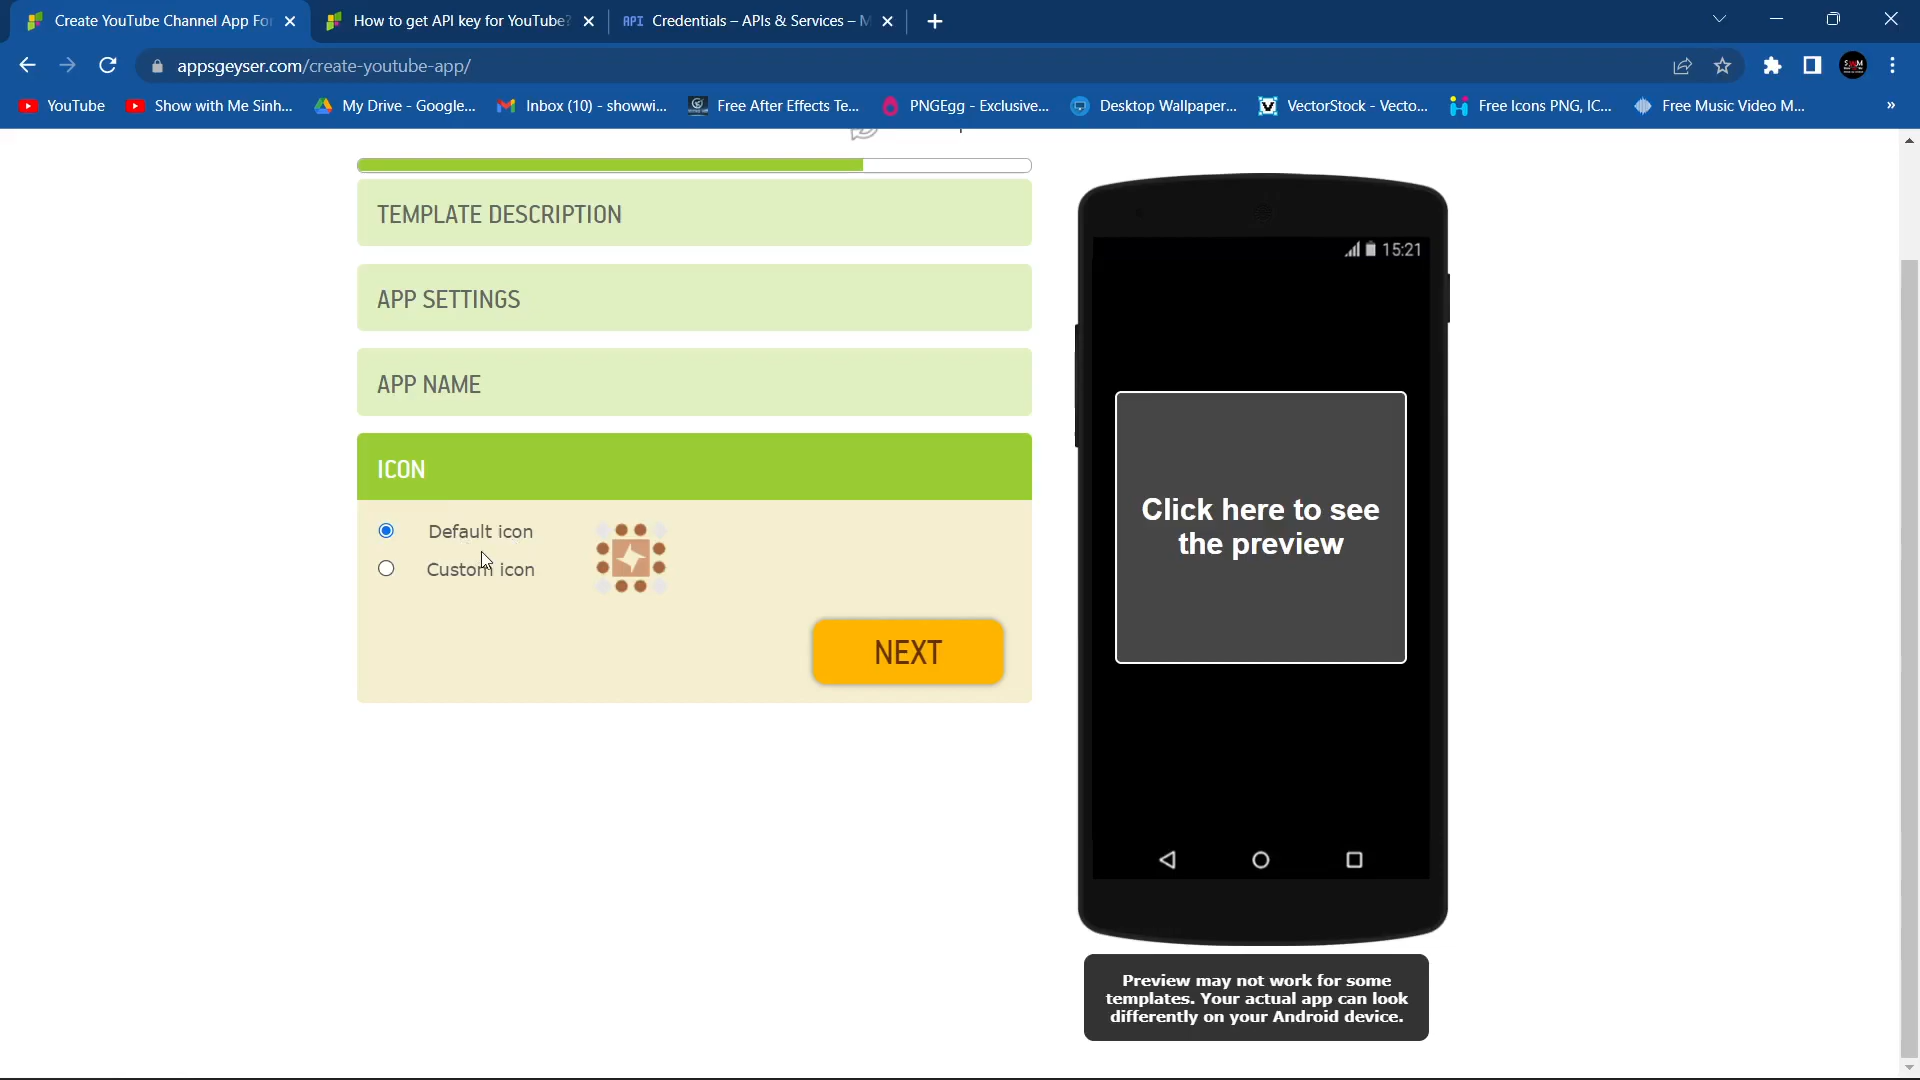 Create YouTube Channel App For
How to get API key for YouTube?
API Credentials – APIs & Services – M
appsgeyser.com/create-youtube-app/
YouTube
Show with Me Sinh...
My Drive - Google...
Inbox (10) - showwi...
Free After Effects Te...
PNGEgg - Exclusive...
Desktop Wallpaper...
VectorStock - Vecto...
Free Icons PNG, IC...
Free Music Video M...
»
TEMPLATE DESCRIPTION
APP SETTINGS
APP NAME
ICON
Default icon
Custom icon
NEXT
15:21
Click here to see
the preview
Preview may not work for some
templates. Your actual app can look
differently on your Android device.